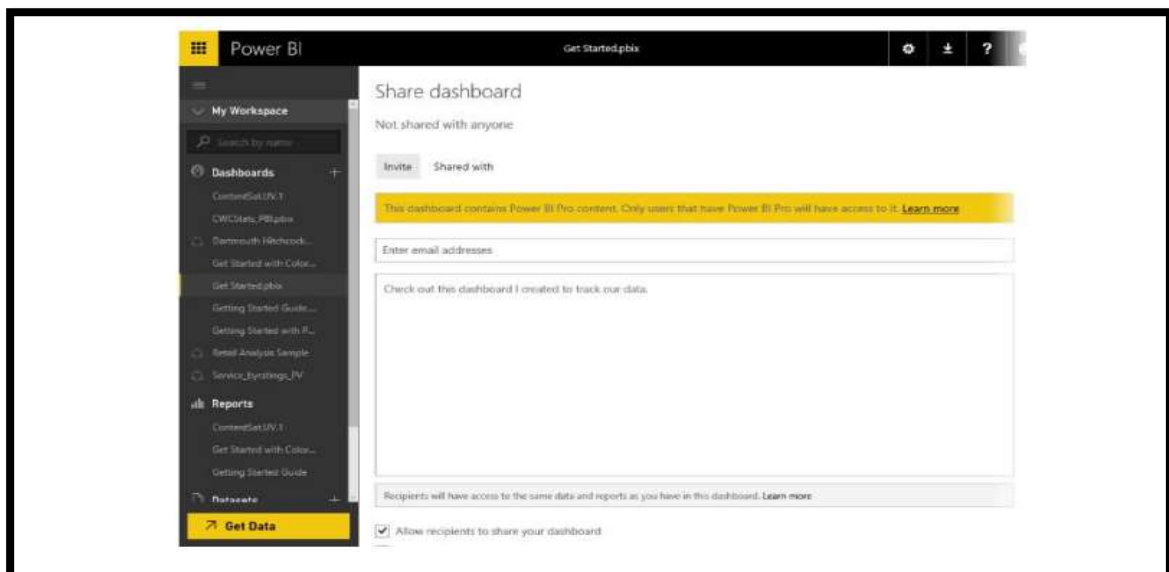 Power BI
Get Started.pbix
?
My Workspace
Search by name
Dashboards +
ContentSat.UV.1
CWCStats_PBI.pbix
Dartmouth Hitchcock...
Get Started with Color...
Get Started.pbix
Getting Started Guide...
Getting Started with P...
Retail Analysis Sample
Service_byratings_PV
Reports
ContentSat.UV.1
Get Started with Color...
Getting Started Guide
Datasets +
Get Data
Share dashboard
Not shared with anyone
Invite Shared with
This dashboard contains Power BI Pro content. Only users that have Power BI Pro will have access to it. Learn more
Enter email addresses
Check out this dashboard I created to track our data.
Recipients will have access to the same data and reports as you have in this dashboard. Learn more
Allow recipients to share your dashboard